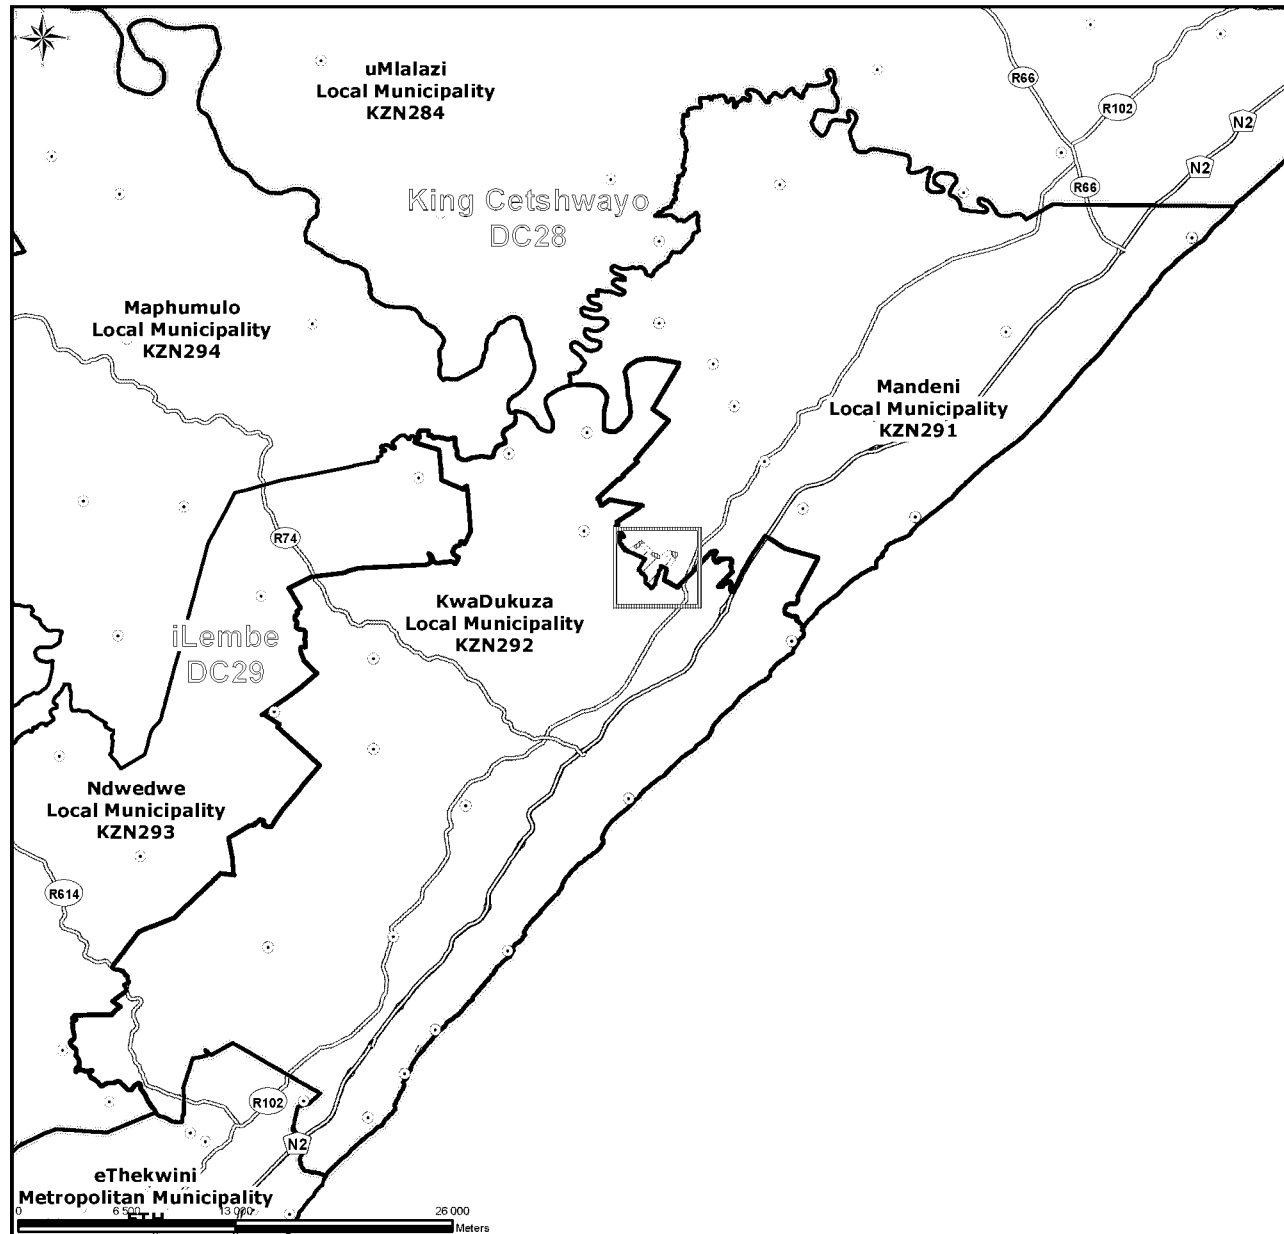 uMlalazi
Local Municipality
KZN284
R66
R102
N2
N2
R66
King Cetshwayo
DC28
Maphumulo
Local Municipality
KZN294
Mandeni
Local Municipality
KZN291
R74
KwaDukuza
Local Municipality
KZN292
iLembe
DC29
Ndwedwe
Local Municipality
KZN293
R614
R102
N2
eThekwini
Metropolitan Municipality
ETH
0 6 500 13 000 26 000
Meters